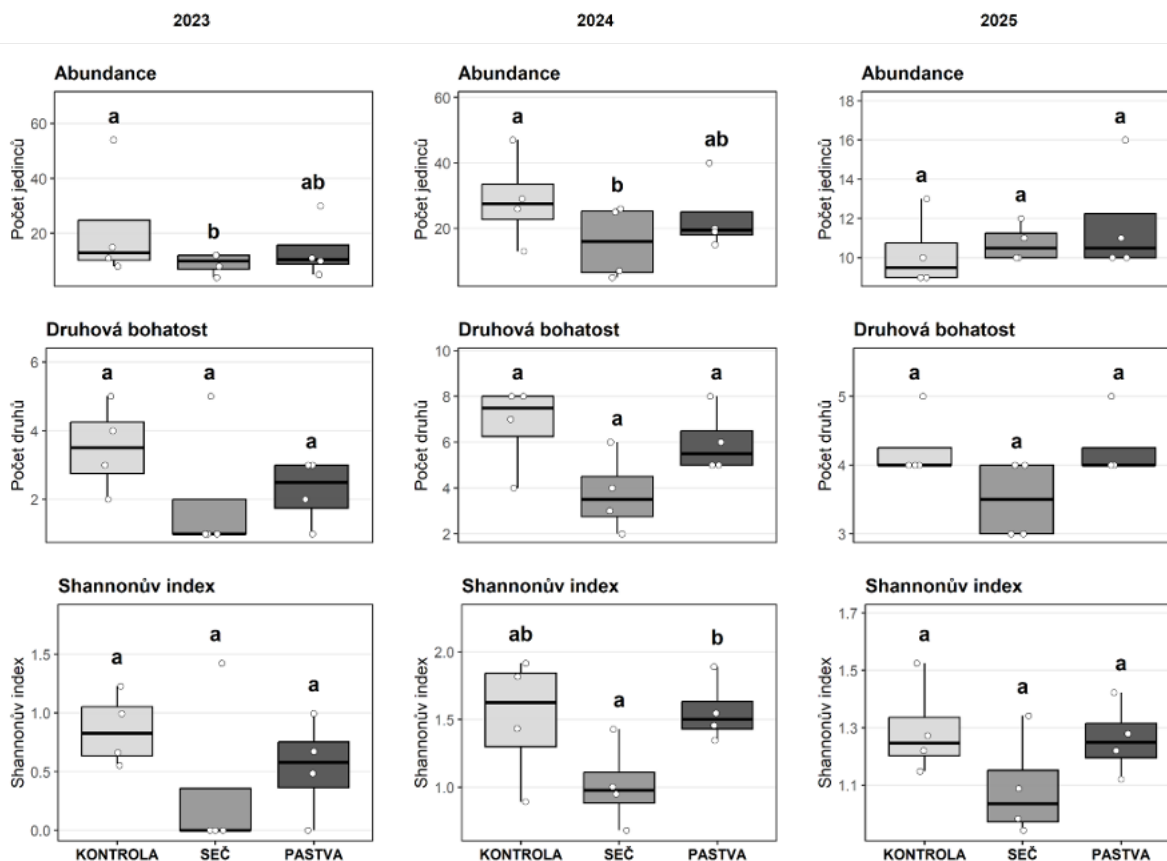 2023 2024 2025
Abundance Abundance Abundance
Počet jedinců
60
40
20
a
b
ab
Počet jedinců
60
40
20
a
b
ab
Počet jedinců
18
16
14
12
10
a
a
a
Druhová bohatost Druhová bohatost Druhová bohatost
Počet druhů
6
4
2
a
a
a
Počet druhů
10
8
6
4
2
a
a
a
Počet druhů
5
4
3
a
a
a
Shannonův index Shannonův index Shannonův index
Shannonův index
1.5
1.0
0.5
0.0
a
a
a
Shannonův index
2.0
1.5
1.0
ab
a
b
Shannonův index
1.7
1.5
1.3
1.1
a
a
a
KONTROLA SEČ PASTVA KONTROLA SEČ PASTVA KONTROLA SEČ PASTVA